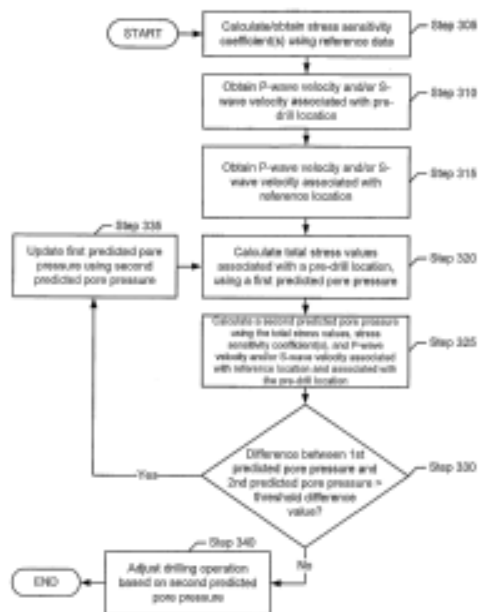 START
Calculate/obtain stress sensitivity
coefficient(s) using reference data
Step 305
Obtain P-wave velocity and/or S-
wave velocity associated with pre-
drill location
Step 310
Obtain P-wave velocity and/or S-
wave velocity associated with
reference location
Step 315
Step 335
Update first predicted pore
pressure using second
predicted pore pressure
Calculate total stress values
associated with a pre-drill location,
using a first predicted pore pressure
Step 320
Calculate a second predicted pore pressure
using the total stress values, stress
sensitivity coefficient(s), and P-wave
velocity and/or S-wave velocity associated
with reference location and associated with
the pre-drill location
Step 325
Difference between 1st
predicted pore pressure and
2nd predicted pore pressure
threshold difference
value?
Step 330
Yes
No
Step 340
Adjust drilling operation
based on second predicted
pore pressure
END